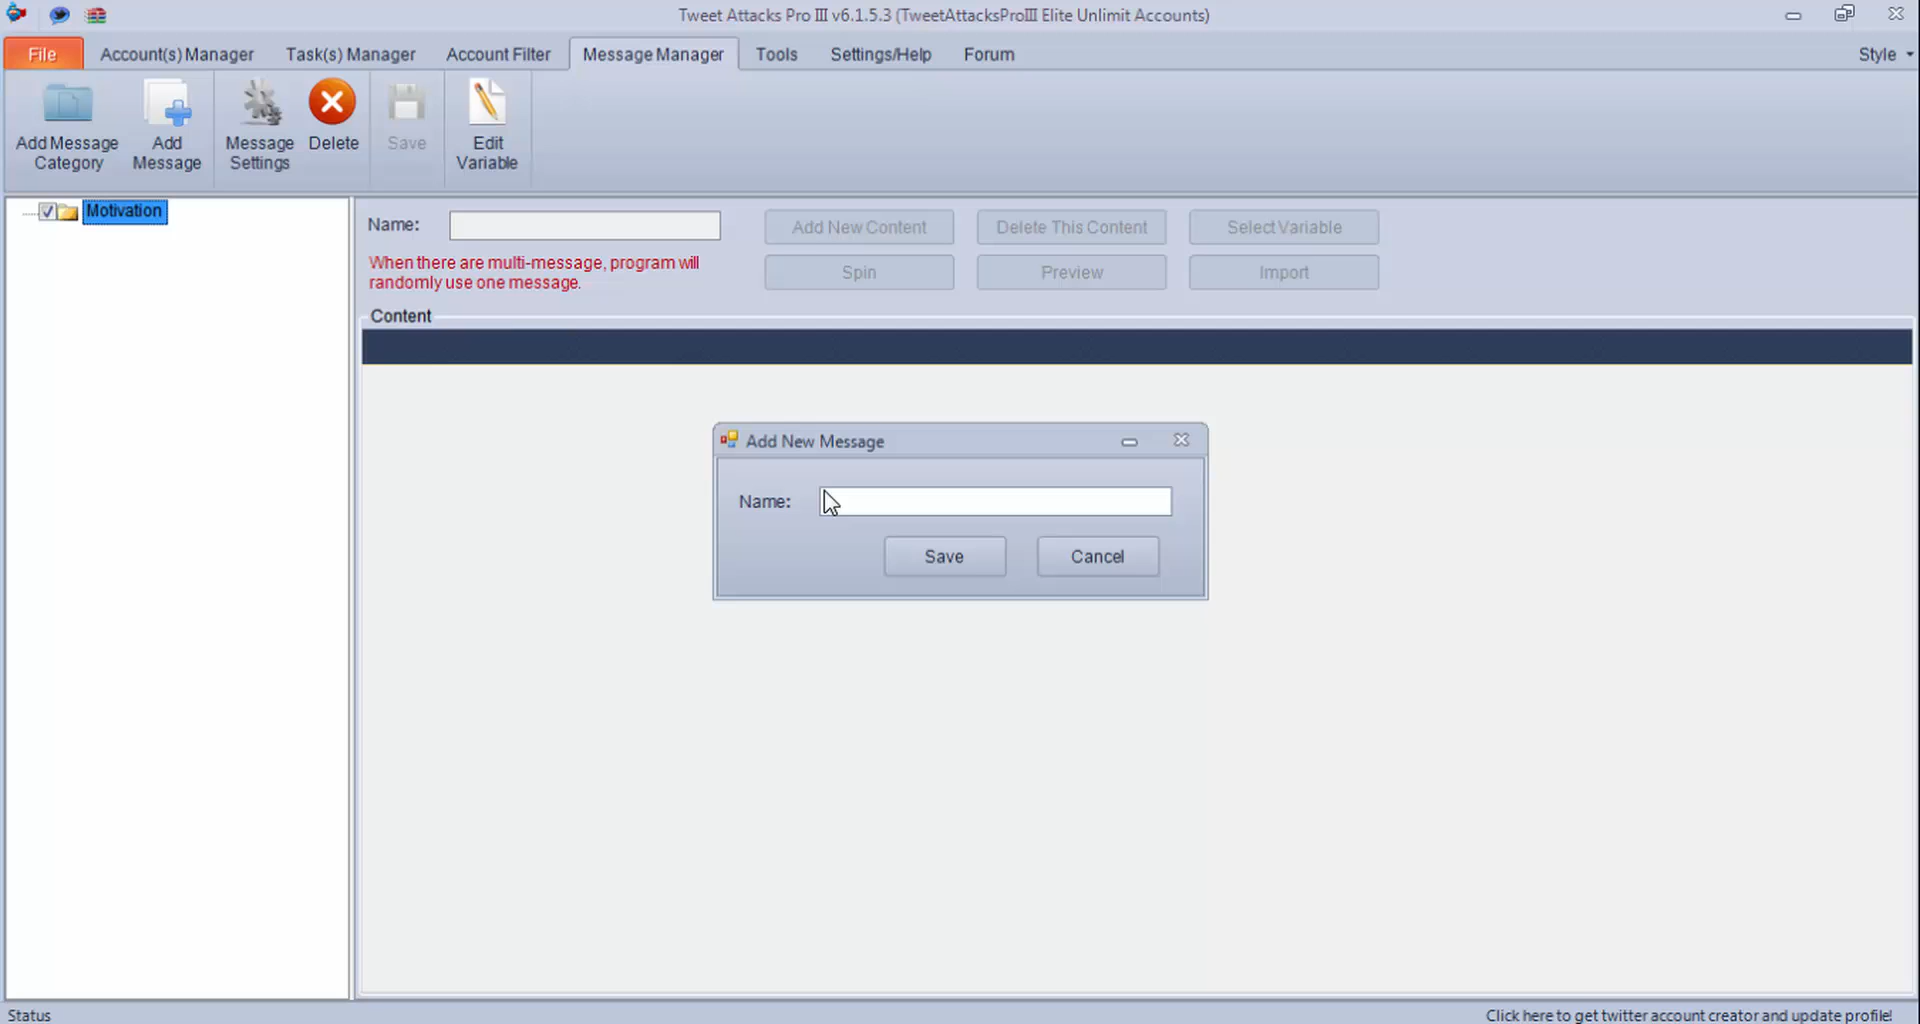 Tweet Attacks Pro III v6.1.5.3 (TweetAttacksProIII Elite Unlimit Accounts)
File Account(s) Manager Task(s) Manager Account Filter Message Manager Tools Settings/Help Forum Style
Add Message Category
Add Message
Message Settings
Delete
Save
Edit Variable
Motivation
Name:
Add New Content Delete This Content Select Variable
When there are multi-message, program will
randomly use one message.
Spin Preview Import
Content
Add New Message
Name:
Save Cancel
Status
Click here to get twitter account creator and update profile!